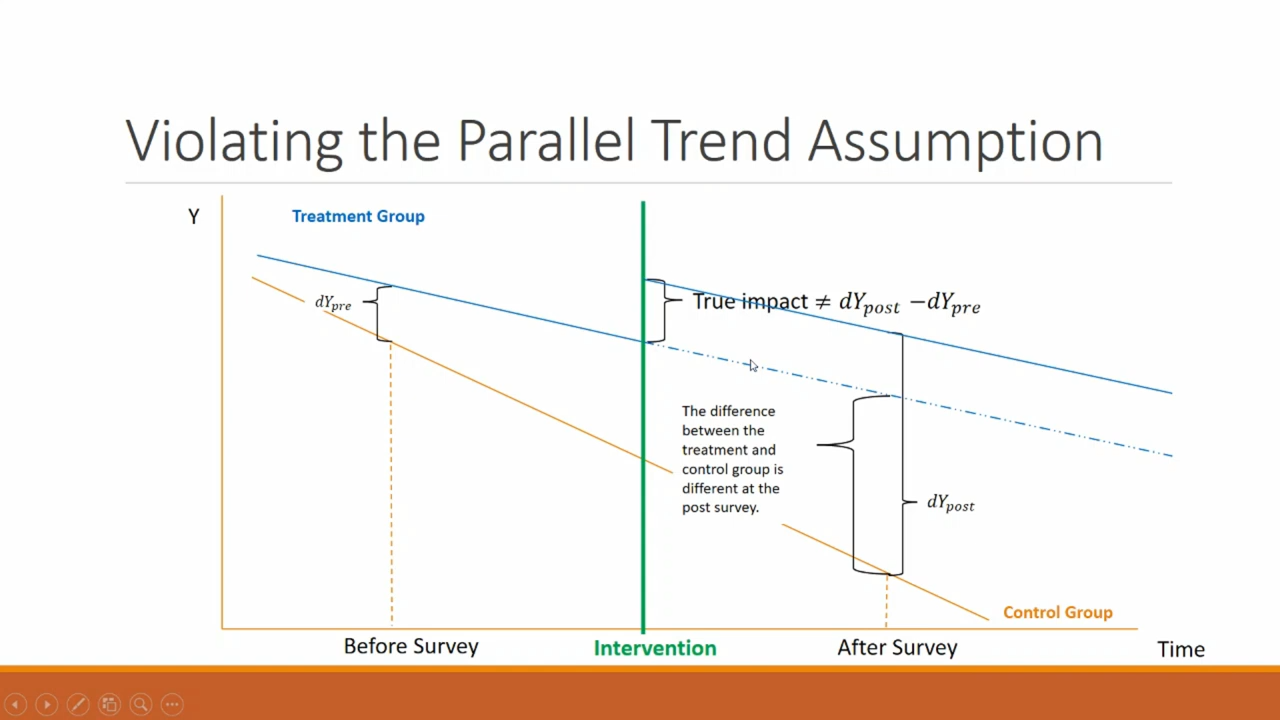 Violating the Parallel Trend Assumption
Y
Treatment Group
dY_pre
True impact ≠ dY_post −dY_pre
The difference
between the
treatment and
control group is
different at the
post survey.
dY_post
Control Group
Before Survey
Intervention
After Survey
Time